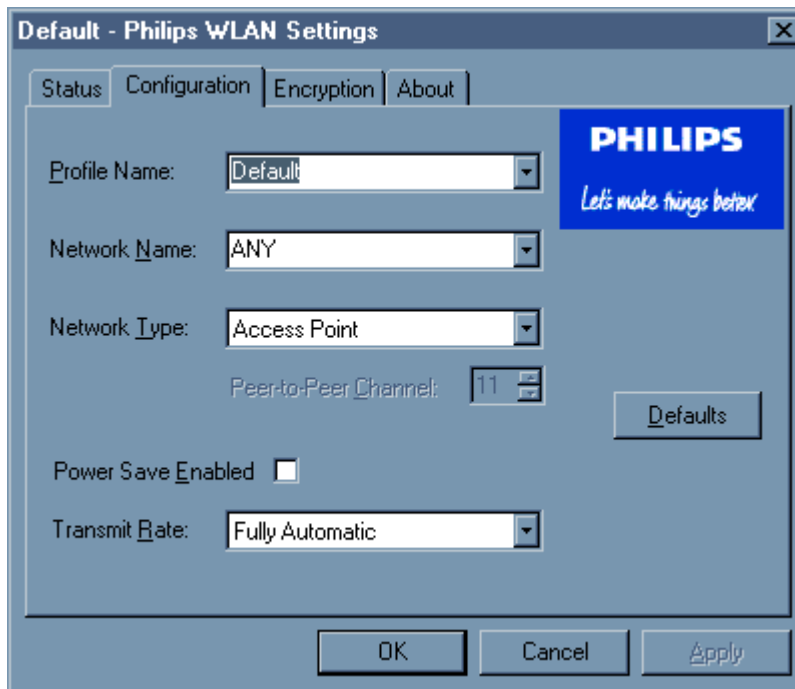 Default - Philips WLAN Settings
Status Configuration Encryption About
PHILIPS
Let's make things better.
Profile Name: Default
Network Name: ANY
Network Type: Access Point
Peer-to-Peer Channel: 11
Defaults
Power Save Enabled
Transmit Rate: Fully Automatic
OK Cancel Apply